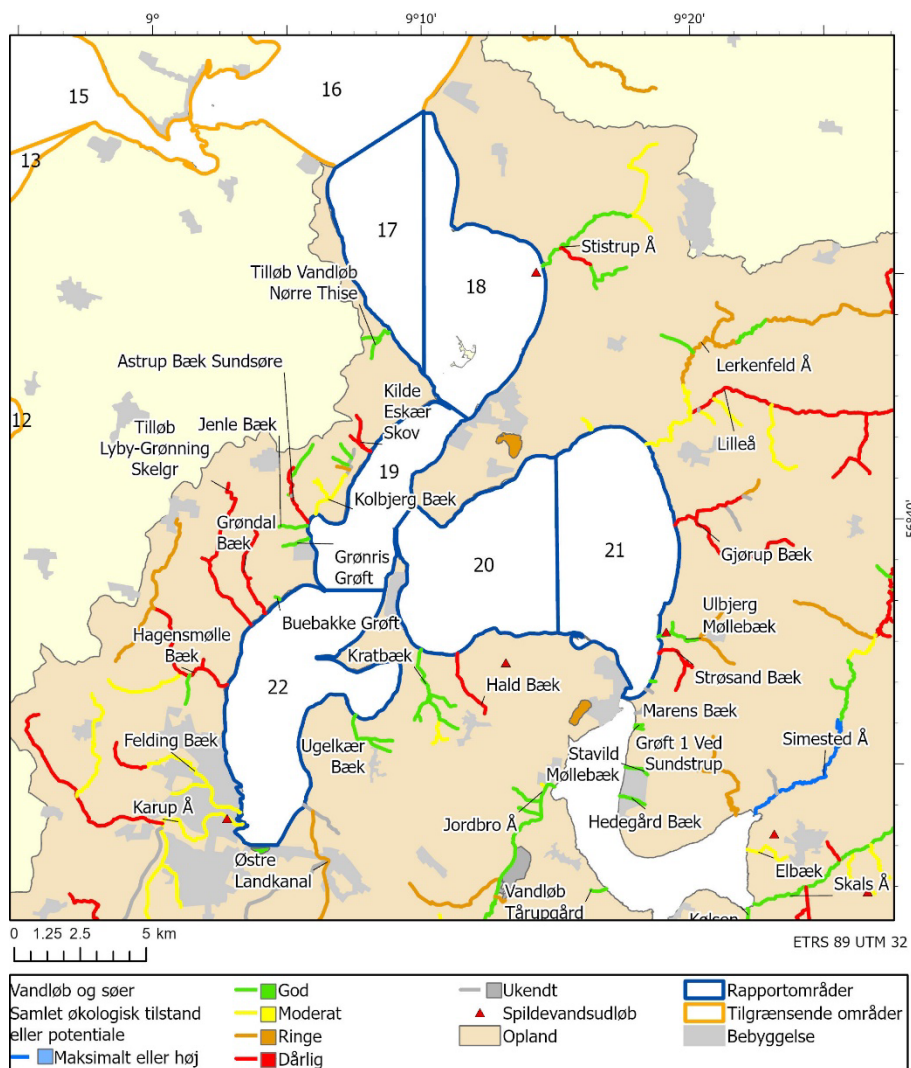 9°
9°10'
9°20'
16
15
13
17
Stistrup Å
Tilløb Vandløb
Nørre Thise
18
Astrup Bæk Sundsøre
Lerkenfeld Å
Kilde
Eskær
Skov
12
Tilløb
Lyby-Grønning
Skelgr
Jenle Bæk
Lilleå
19
Kolbjerg Bæk
Grøndal
Bæk
56°40'
Gjørup Bæk
Grønris
Grøft
20
21
Ulbjerg
Møllebæk
Buebakke Grøft
Hagensmølle
Bæk
Kratbæk
Strøsand Bæk
Hald Bæk
22
Marens Bæk
Felding Bæk
Ugelkær
Bæk
Stavild
Møllebæk
Grøft 1 Ved
Sundstrup
Simested Å
Karup Å
Jordbro Å
Hedegård Bæk
Østre
Landkanal
Elbæk
Skals Å
Vandløb
Tårupgård
Kølsen
0 1.25 2.5 5 km
ETRS 89 UTM 32
Vandløb og søer
Samlet økologisk tilstand
eller potentiale
Maksimalt eller høj
God
Moderat
Ringe
Dårlig
Ukendt
Spildevandsudløb
Opland
Rapportområder
Tilgrænsende områder
Bebyggelse